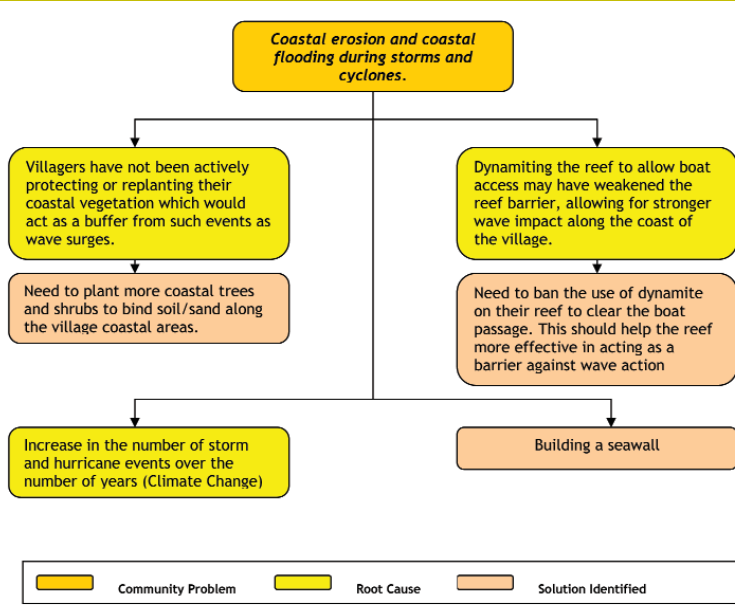 Coastal erosion and coastal
flooding during storms and
cyclones.
Villagers have not been actively
protecting or replanting their
coastal vegetation which would
act as a buffer from such events as
wave surges.
Dynamiting the reef to allow boat
access may have weakened the
reef barrier, allowing for stronger
wave impact along the coast of
the village.
Need to plant more coastal trees
and shrubs to bind soil/sand along
the village coastal areas.
Need to ban the use of dynamite
on their reef to clear the boat
passage. This should help the reef
more effective in acting as a
barrier against wave action
Increase in the number of storm
and hurricane events over the
number of years (Climate Change)
Building a seawall
Community Problem
Root Cause
Solution Identified